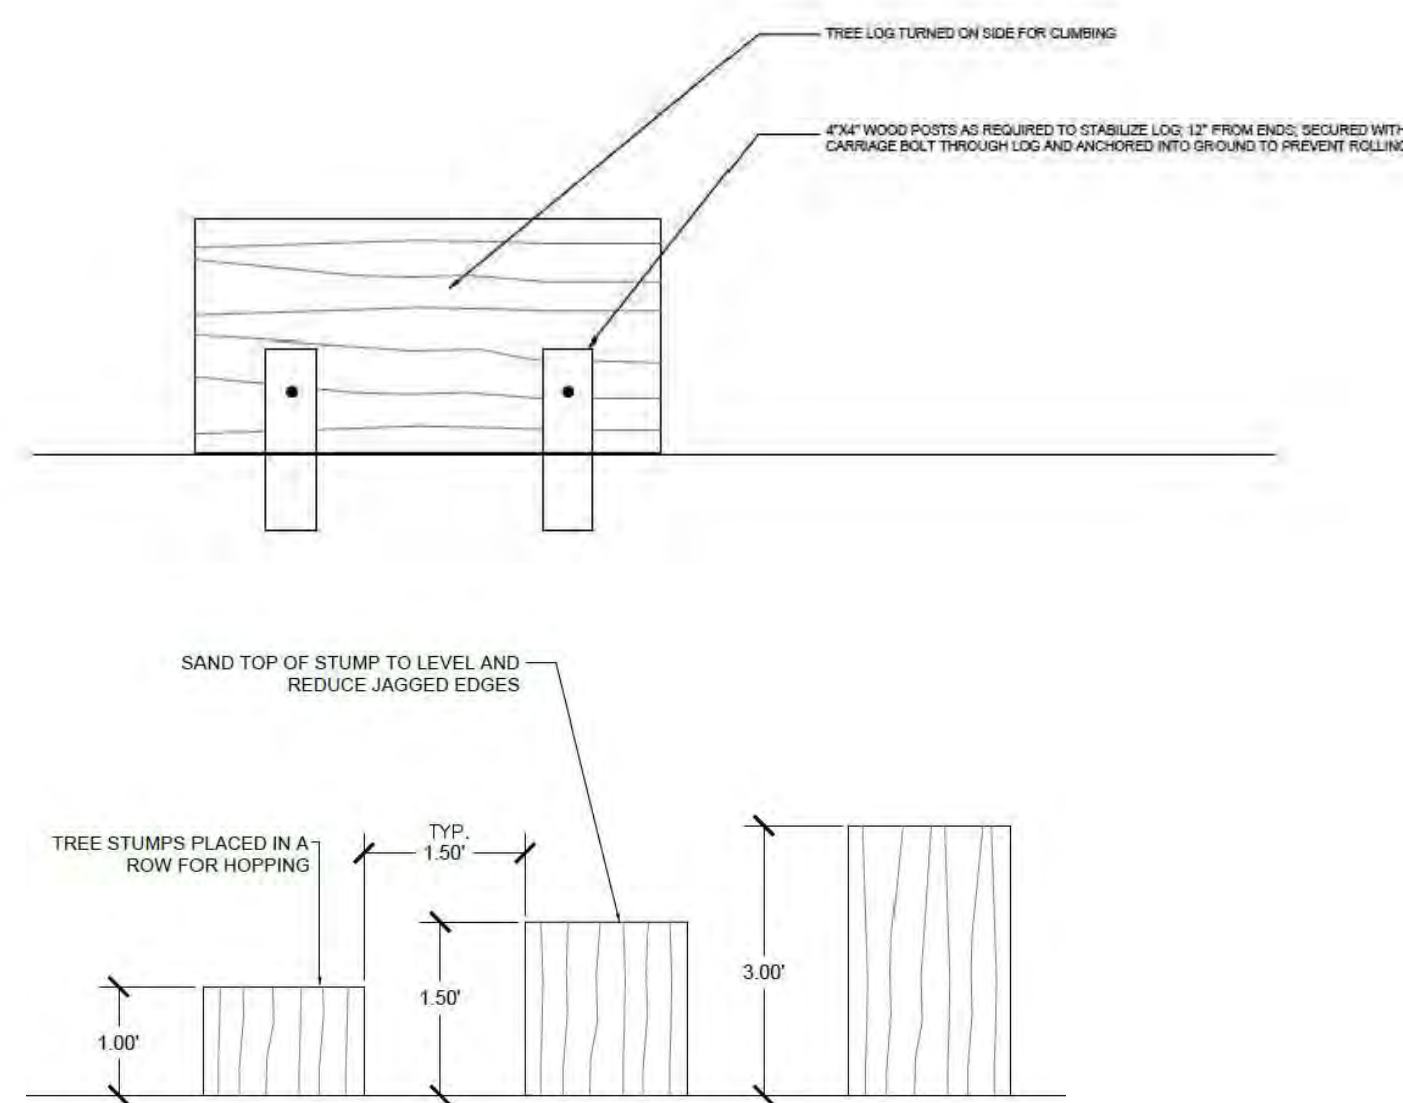 TREE LOG TURNED ON SIDE FOR CLIMBING
4"X4" WOOD POSTS AS REQUIRED TO STABILIZE LOG; 12" FROM ENDS; SECURED WITH
CARRIAGE BOLT THROUGH LOG AND ANCHORED INTO GROUND TO PREVENT ROLLING
SAND TOP OF STUMP TO LEVEL AND
REDUCE JAGGED EDGES
TREE STUMPS PLACED IN A
ROW FOR HOPPING
TYP.
1.50'
1.00'
1.50'
3.00'